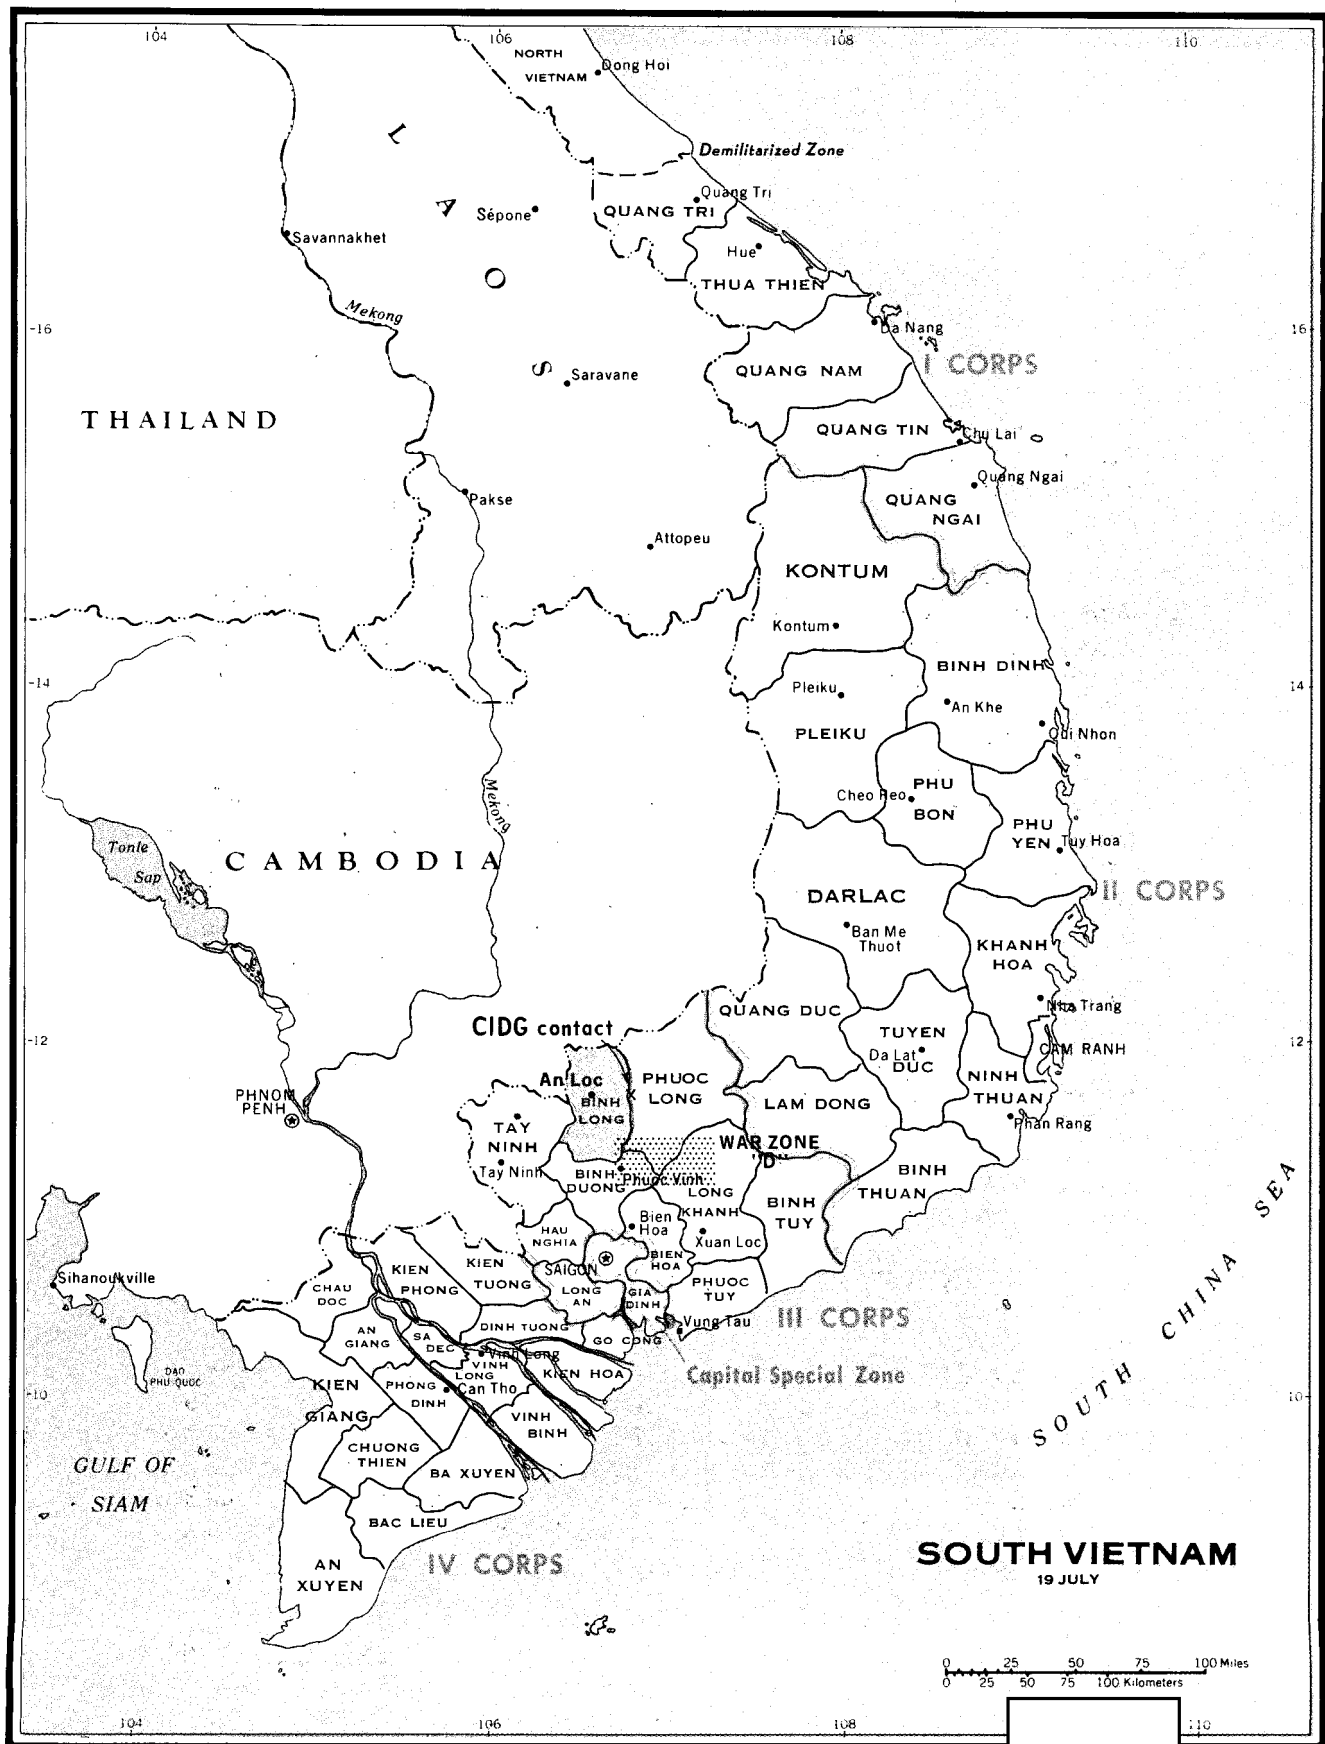 104
106
108
110
NORTH
VIETNAM
Dong Hoi
L
A
O
S
Demilitarized Zone
Quang Tri
QUANG TRI
Sépone
Savannakhet
Hue
THUA THIEN
Mekong
-16
Da Nang
16
I CORPS
QUANG NAM
Saravane
THAILAND
QUANG TIN
Chu Lai
Quang Ngai
QUANG
NGAI
Pakse
Attopeu
KONTUM
Kontum
BINH DINH
-14
14
Pleiku
An Khe
PLEIKU
Qui Nhon
Mekong
Cheo Reo
PHU
BON
PHU
YEN
Tuy Hoa
Tonle
Sap
CAMBODIA
DARLAC
II CORPS
Ban Me
Thuot
KHANH
HOA
QUANG DUC
Nha Trang
CIDG contact
TUYEN
DUC
Da Lat
CAM RANH
-12
12
An Loc
BINH
LONG
PHUOC
LONG
X
LAM DONG
NINH
THUAN
Phan Rang
PHNOM
PENH
TAY
NINH
Tay Ninh
WAR ZONE
"D"
BINH
DUONG
Phuoc Vinh
LONG
KHANH
BINH
TUY
BINH
THUAN
Bien
Hoa
Xuan Loc
HAU
NGHIA
BIEN
HOA
SAIGON
KIEN
PHONG
KIEN
TUONG
PHUOC
TUY
Sihanoukville
CHAU
DOC
LONG
AN
GIA
DINH
Vung Tau
III CORPS
AN
GIANG
SA
DEC
DINH TUONG
GO CONG
Vinh Long
VINH
LONG
KIEN HOA
Capital Special Zone
DAO
PHU QUOC
-10
10
KIEN
GIANG
PHONG
DINH
Can Tho
VINH
BINH
CHUONG
THIEN
BA XUYEN
GULF OF
SIAM
SOUTH CHINA SEA
BAC LIEU
AN
XUYEN
IV CORPS
SOUTH VIETNAM
19 JULY
0 25 50 75 100 Miles
0 25 50 75 100 Kilometers
104
106
108
110